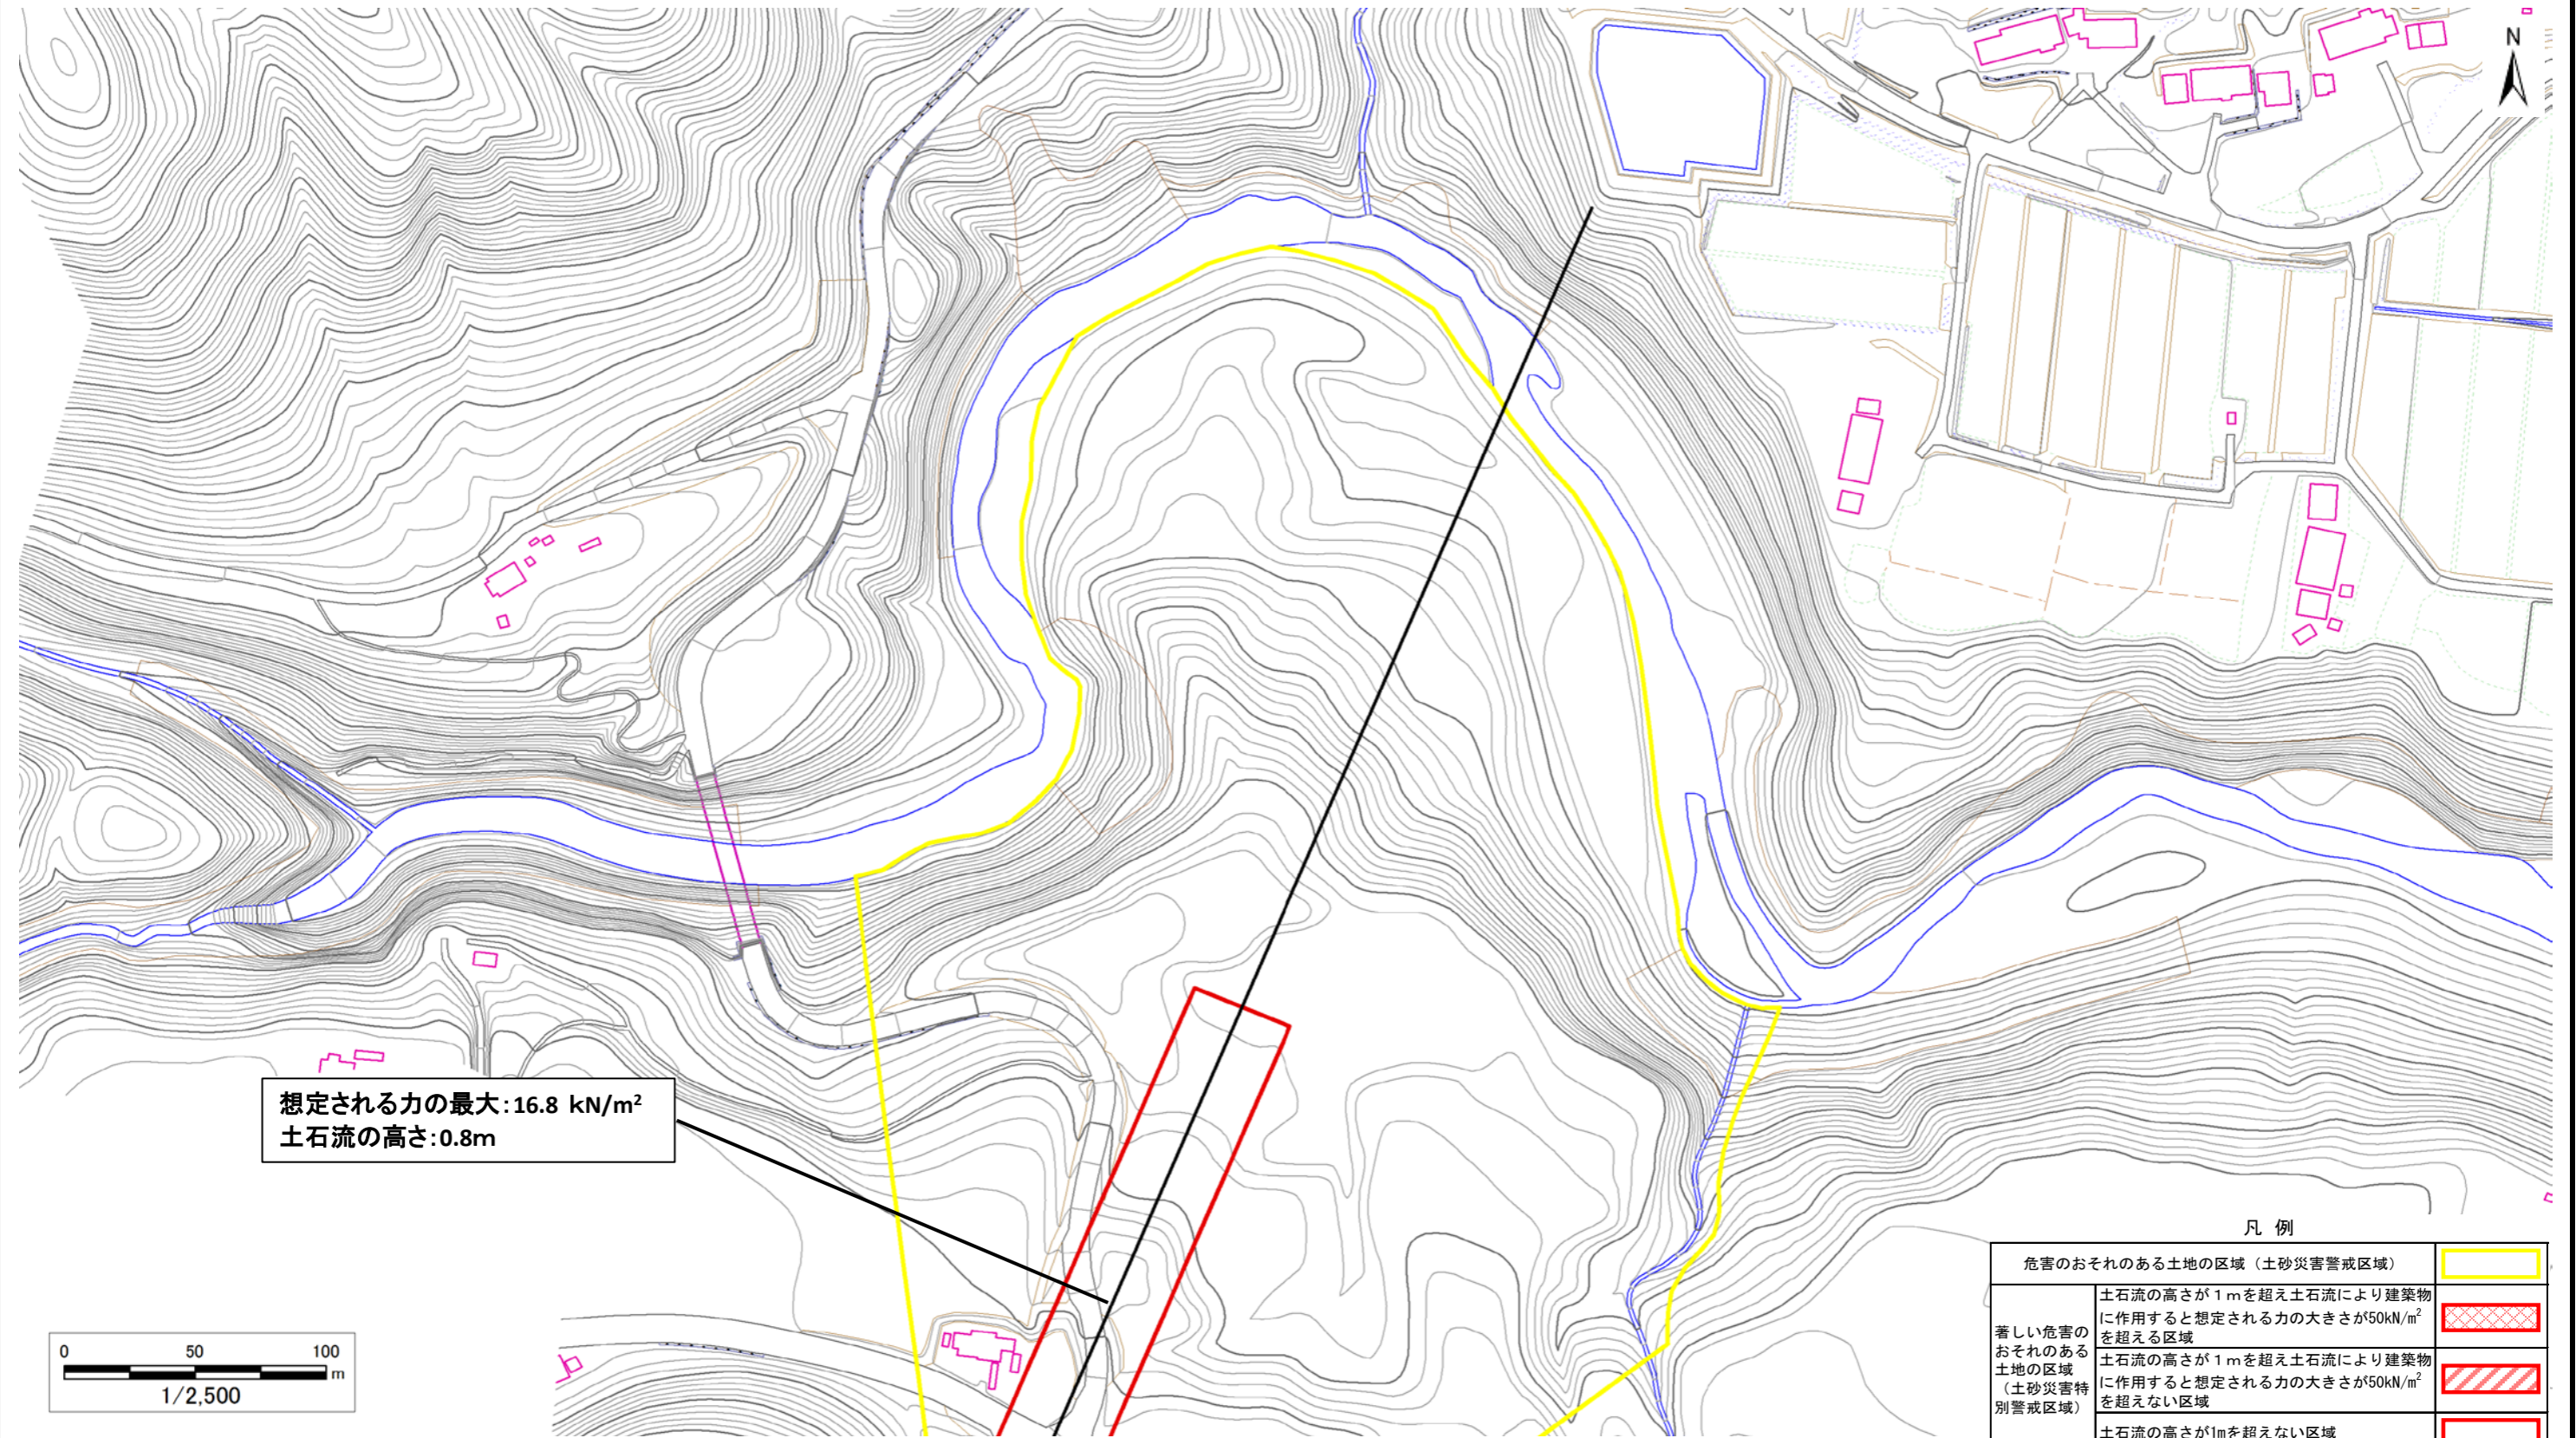 N
想定される力の最大：16.8 kN/m²
土石流の高さ：0.8m
0 50 100
m
1/2,500
凡 例
危害のおそれのある土地の区域（土砂災害警戒区域）
著しい危害の
おそれのある
土地の区域
（土砂災害特
別警戒区域）
土石流の高さが１ｍを超え土石流により建築物
に作用すると想定される力の大きさが50kN/㎡
を超える区域
土石流の高さが１ｍを超え土石流により建築物
に作用すると想定される力の大きさが50kN/㎡
を超えない区域
土石流の高さが1mを超えない区域